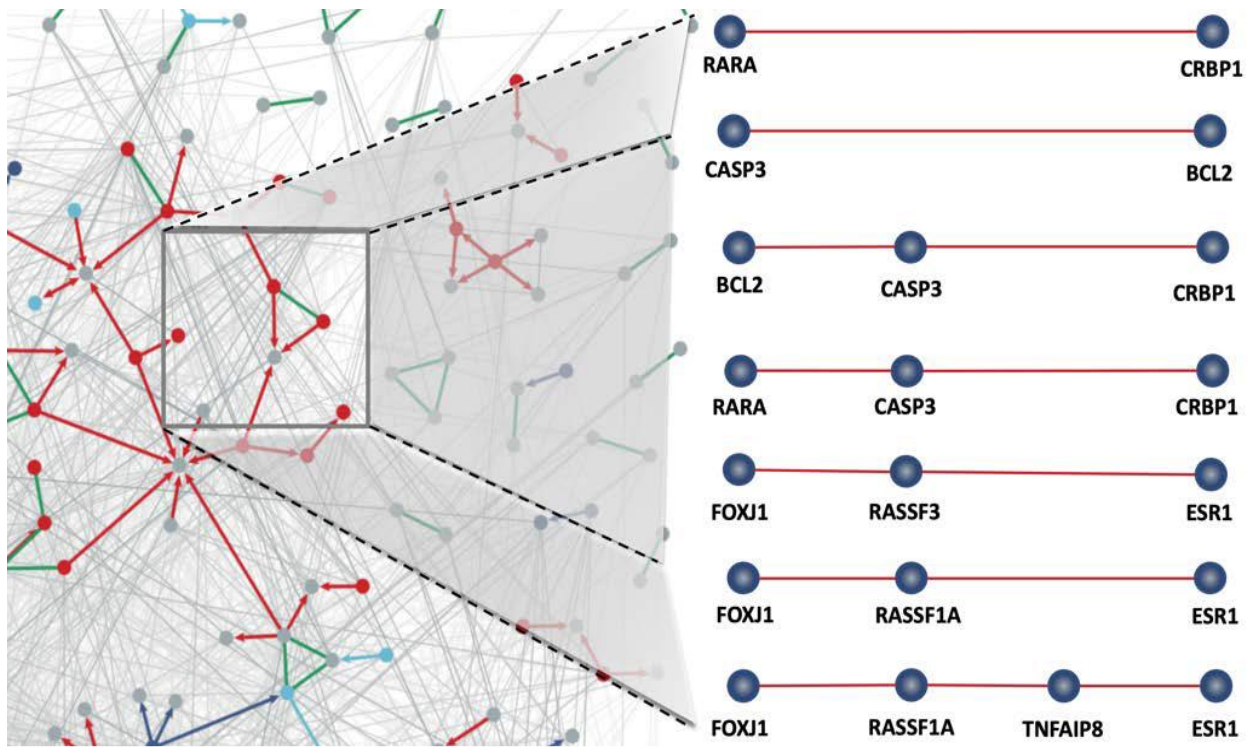 RARA CRBP1
CASP3 BCL2
BCL2 CASP3 CRBP1
RARA CASP3 CRBP1
FOXJ1 RASSF3 ESR1
FOXJ1 RASSF1A ESR1
FOXJ1 RASSF1A TNFAIP8 ESR1